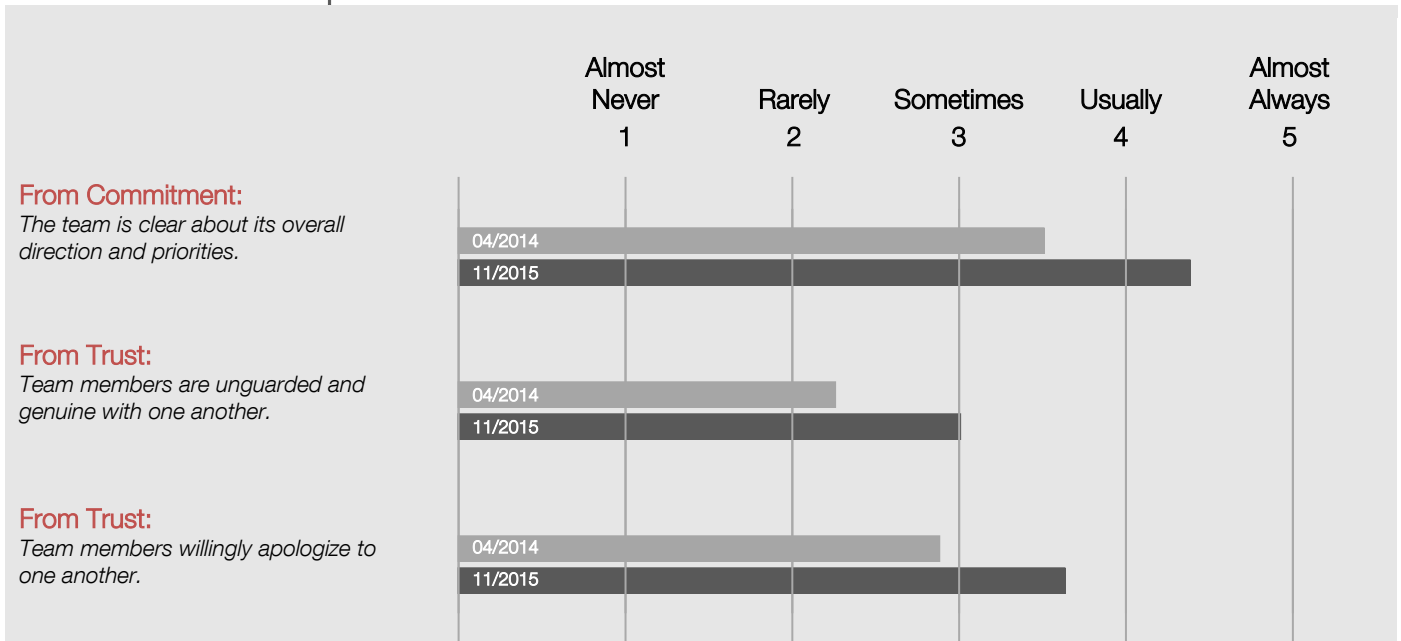 Almost
Never
1
Rarely
2
Sometimes
3
Usually
4
Almost
Always
5
From Commitment:
The team is clear about its overall
direction and priorities.
04/2014
11/2015
From Trust:
Team members are unguarded and
genuine with one another.
04/2014
11/2015
From Trust:
Team members willingly apologize to
one another.
04/2014
11/2015